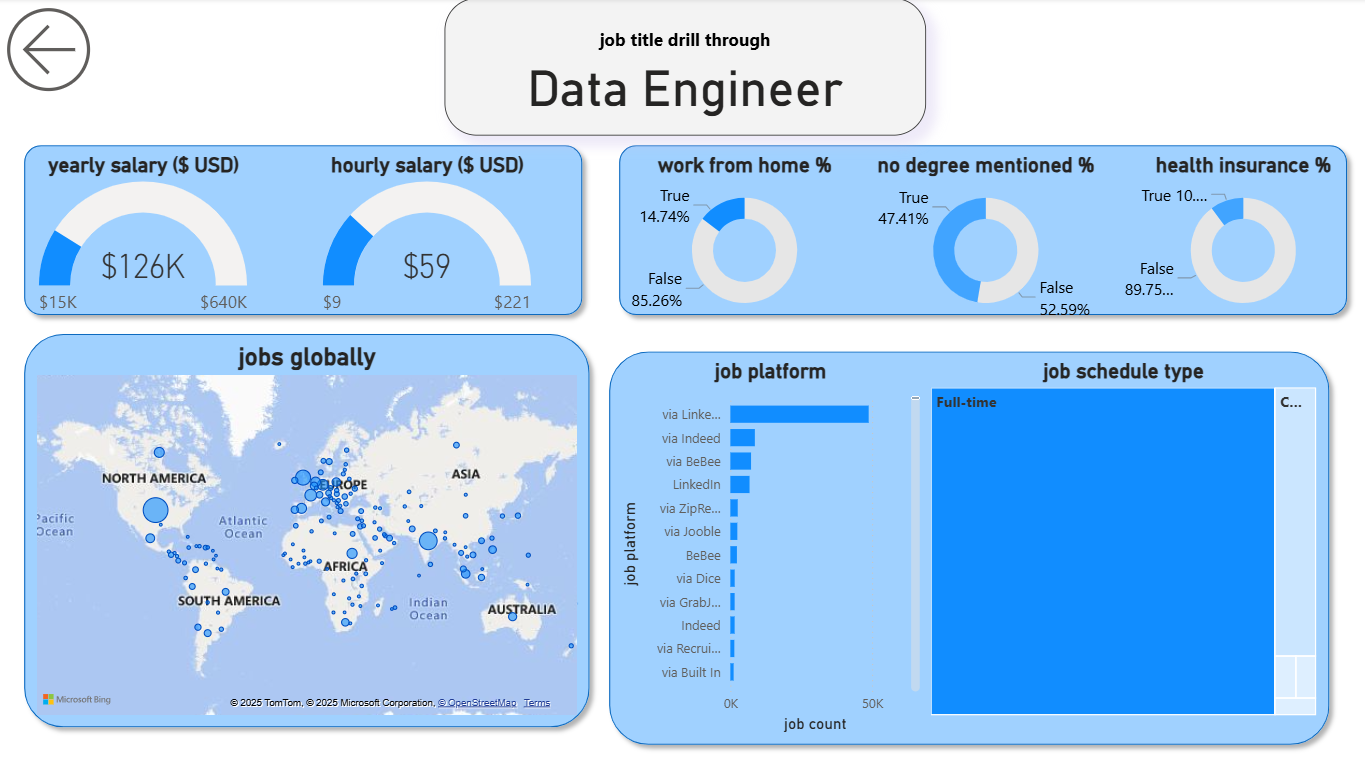 job title drill through
Data Engineer
yearly salary ($ USD)
$126K
$15K
$640K
hourly salary ($ USD)
$59
$9
$221
work from home %
True
14.74%
False
85.26%
no degree mentioned %
True
47.41%
False
52.59%
health insurance %
True 10....
False
89.75...
jobs globally
NORTH AMERICA
EUROPE
ASIA
Pacific
Ocean
Atlantic
Ocean
AFRICA
SOUTH AMERICA
Indian
Ocean
AUSTRALIA
Microsoft Bing
© 2025 TomTom, © 2025 Microsoft Corporation, © OpenStreetMap Terms
job platform
job platform
via Linke...
via Indeed
via BeBee
LinkedIn
via ZipRe...
via Jooble
BeBee
via Dice
via GrabJ...
Indeed
via Recrui...
via Built In
0K
50K
job count
job schedule type
Full-time
C...